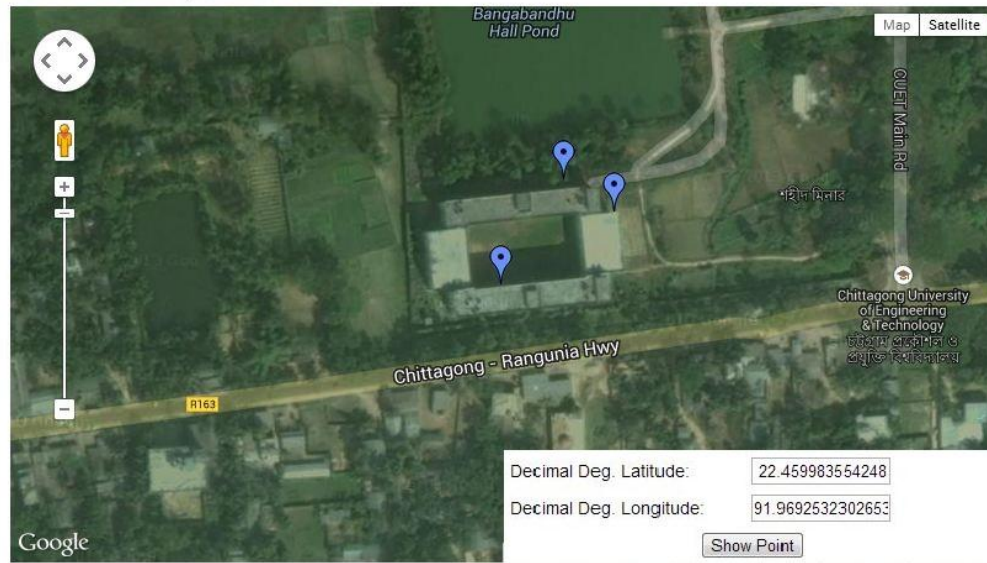 Bangabandhu
Hall Pond
Map
Satellite
CUET Main Rd
শহীদ মিনার
Chittagong University
of Engineering
& Technology
চট্টগ্রাম প্রকৌশল ও
প্রযুক্তি বিশ্ববিদ্যালয়
Chittagong - Rangunia Hwy
R163
Decimal Deg. Latitude: 22.459983554248
Decimal Deg. Longitude: 91.9692532302653
Show Point
Google